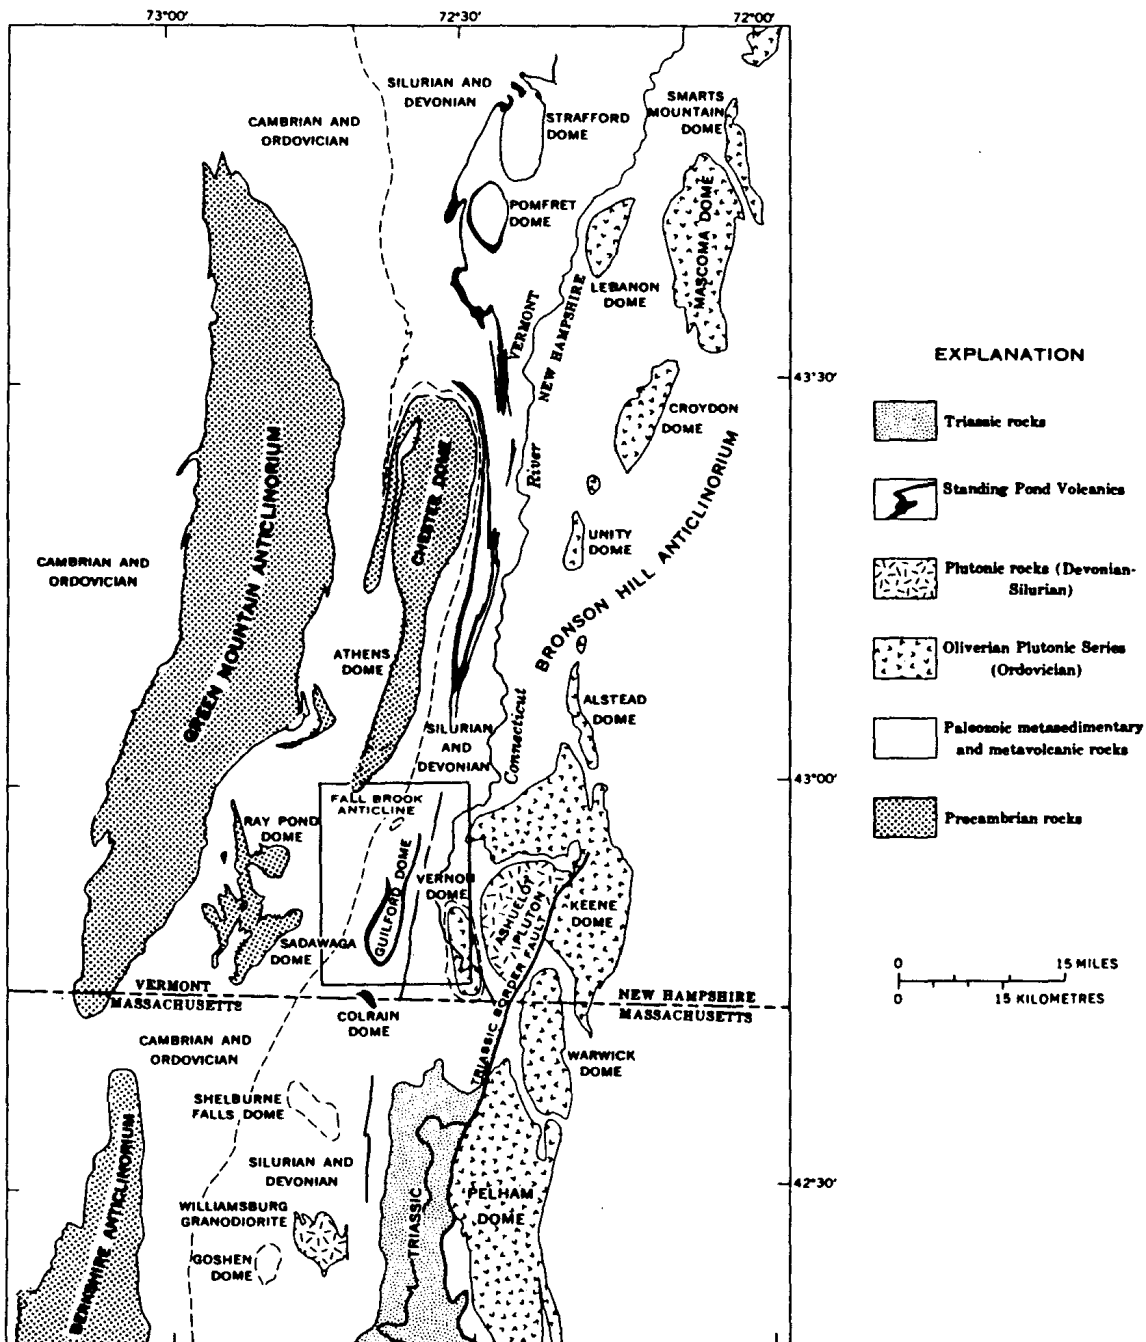 73°00'
72°30'
72°00'
SILURIAN AND
DEVONIAN
CAMBRIAN AND
ORDOVICIAN
STRAFFORD
DOME
SMARTS
MOUNTAIN
DOME
POMFRET
DOME
MASCOMA DOME
LEBANON
DOME
VERMONT
NEW HAMPSHIRE
43°30'
CROYDON
DOME
River
CHESTER DOME
GREEN MOUNTAIN ANTICLINORIUM
CAMBRIAN AND
ORDOVICIAN
UNITY
DOME
BRONSON HILL ANTICLINORIUM
ATHENS
DOME
ALSTEAD
DOME
SILURIAN
AND
DEVONIAN
Connecticut
43°00'
FALL BROOK
ANTICLINE
RAY POND
DOME
GUILFORD DOME
VERNON
DOME
ASHUELOT
PLUTON
KEENE
DOME
SADAWAGA
DOME
TRIASSIC BORDER FAULT
VERMONT
MASSACHUSETTS
NEW HAMPSHIRE
MASSACHUSETTS
COLRAIN
DOME
CAMBRIAN AND
ORDOVICIAN
WARWICK
DOME
SHELBURNE
FALLS DOME
SILURIAN AND
DEVONIAN
42°30'
WILLIAMSBURG
GRANODIORITE
GOSHEN
DOME
BERKSHIRE ANTICLINORIUM
TRIASSIC
PELHAM
DOME
EXPLANATION
Triassic rocks
Standing Pond Volcanics
Plutonic rocks (Devonian-
Silurian)
Oliverian Plutonic Series
(Ordovician)
Paleozoic metasedimentary
and metavolcanic rocks
Precambrian rocks
0 15 MILES
0 15 KILOMETRES